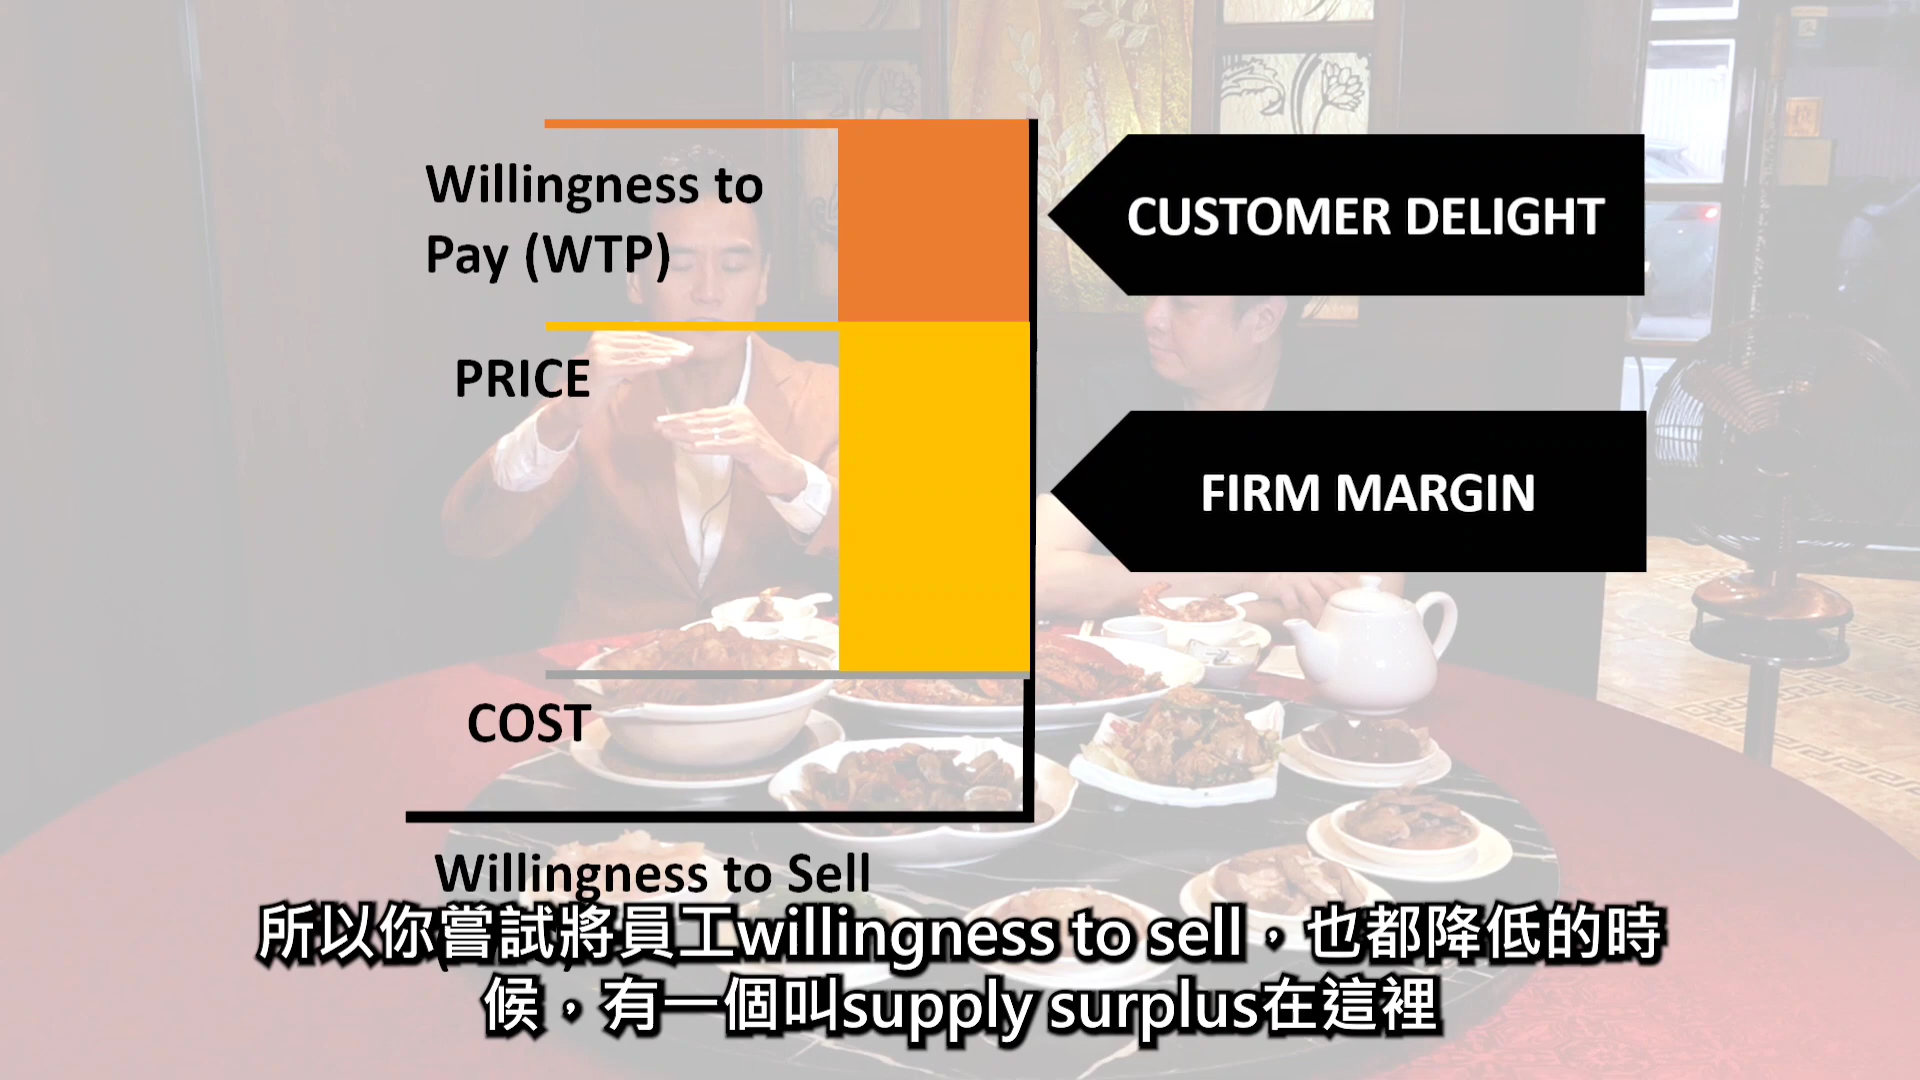 Willingness to
Pay (WTP)
CUSTOMER DELIGHT
PRICE
FIRM MARGIN
COST
Willingness to Sell
所以你嘗試將員工willingness to sell，也都降低的時
候，有一個叫supply surplus在這裡